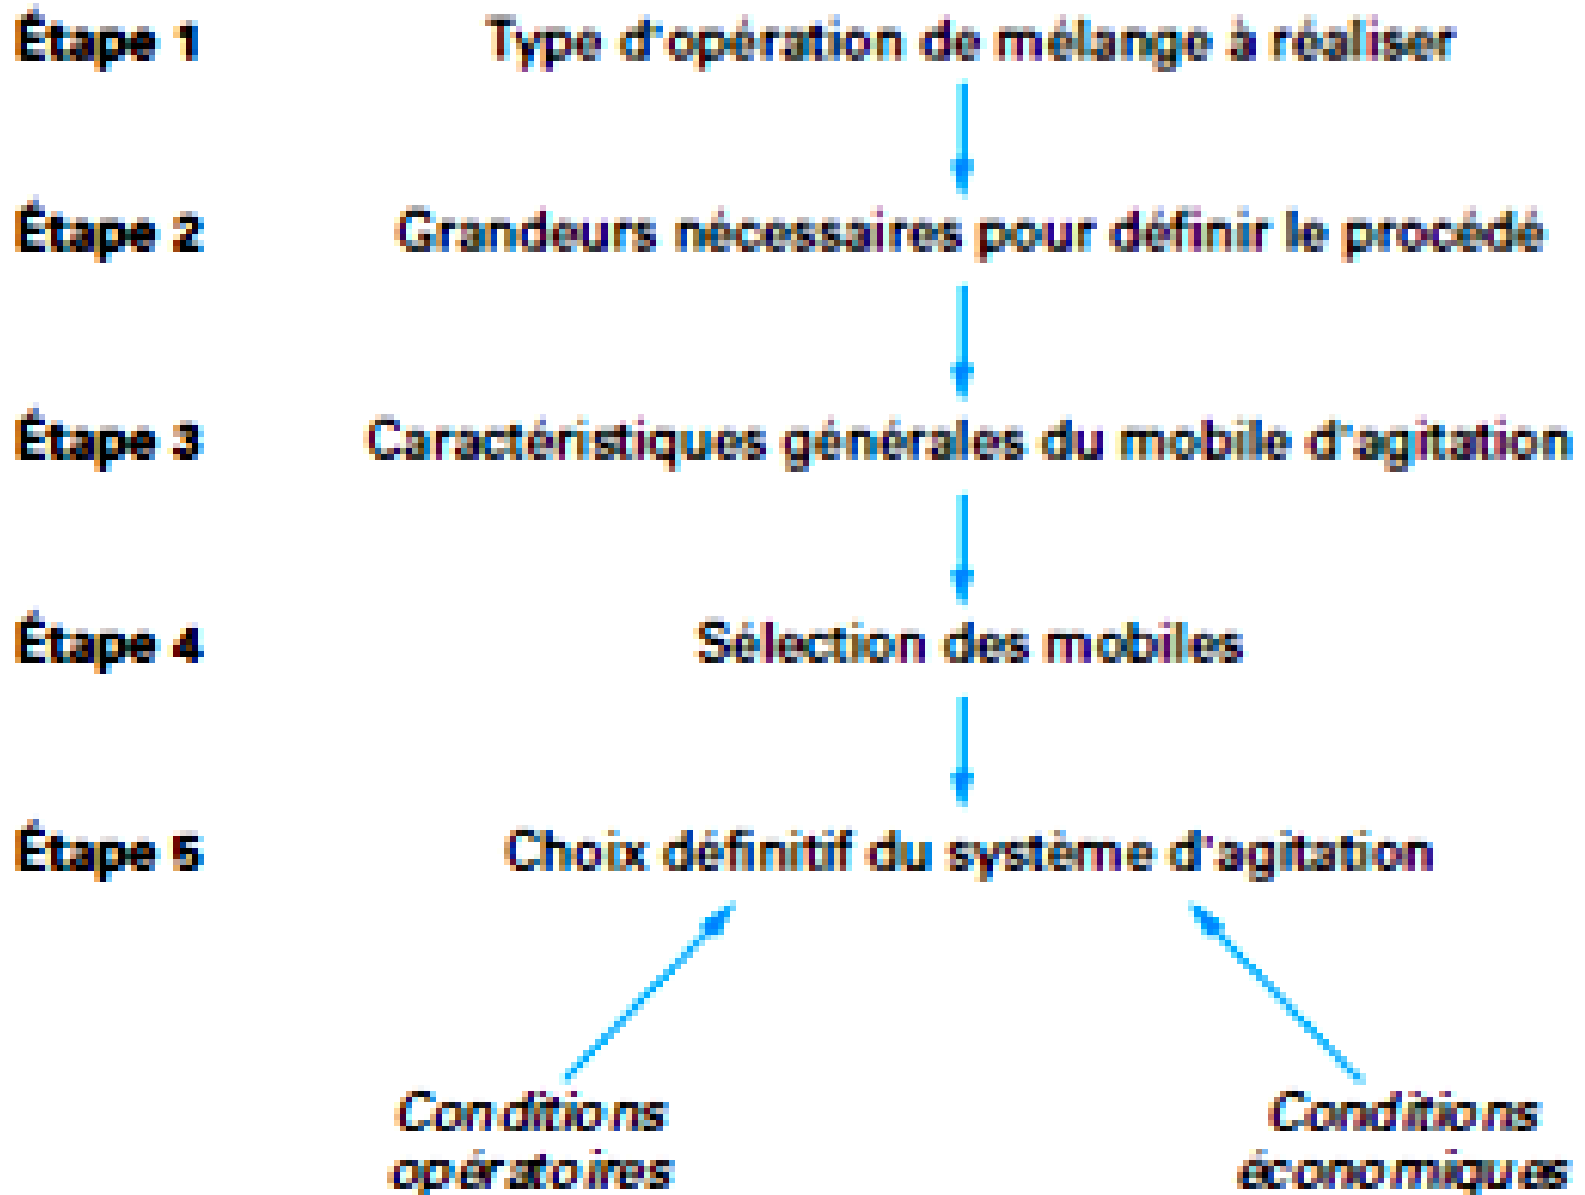 Étape 1 Type d'opération de mélange à réaliser
Étape 2 Grandeurs nécessaires pour définir le procédé
Étape 3 Caractéristiques générales du mobile d'agitation
Étape 4 Sélection des mobiles
Étape 5 Choix définitif du système d'agitation
Conditions opératoires
Conditions économiques